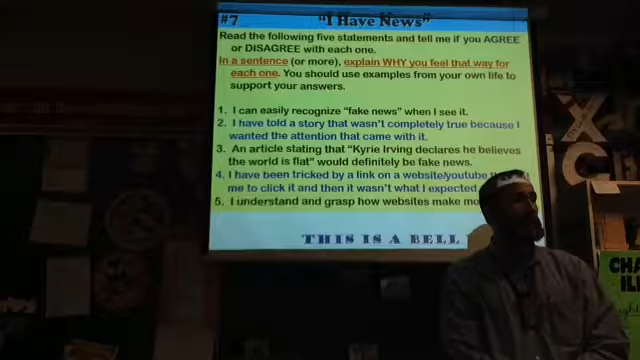 #7 "I Have News"
Read the following five statements and tell me if you AGREE
or DISAGREE with each one.
In a sentence (or more), explain WHY you feel that way for
each one. You should use examples from your own life to
support your answers.
1. I can easily recognize "fake news" when I see it.
2. I have told a story that wasn't completely true because I
wanted the attention that came with it.
3. An article stating that "Kyrie Irving declares he believes
the world is flat" would definitely be fake news.
4. I have been tricked by a link on a website/youtube
me to click it and then it wasn't what I expected
5. I understand and grasp how websites make
THIS IS A BELL
X
G